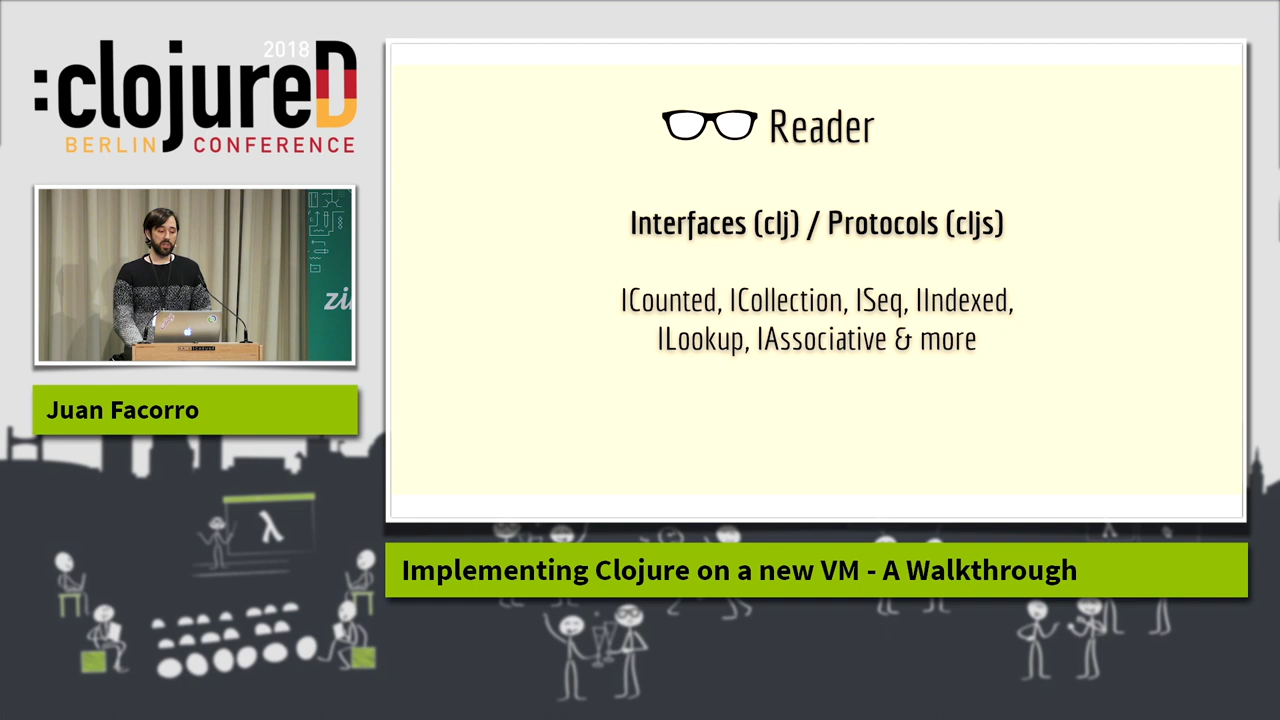 2018
:clojureD
BERLIN CONFERENCE
Reader
Interfaces (clj) / Protocols (cljs)
ICounted, ICollection, ISeq, IIndexed,
ILookup, IAssociative & more
zi
Juan Facorro
λ
Implementing Clojure on a new VM - A Walkthrough